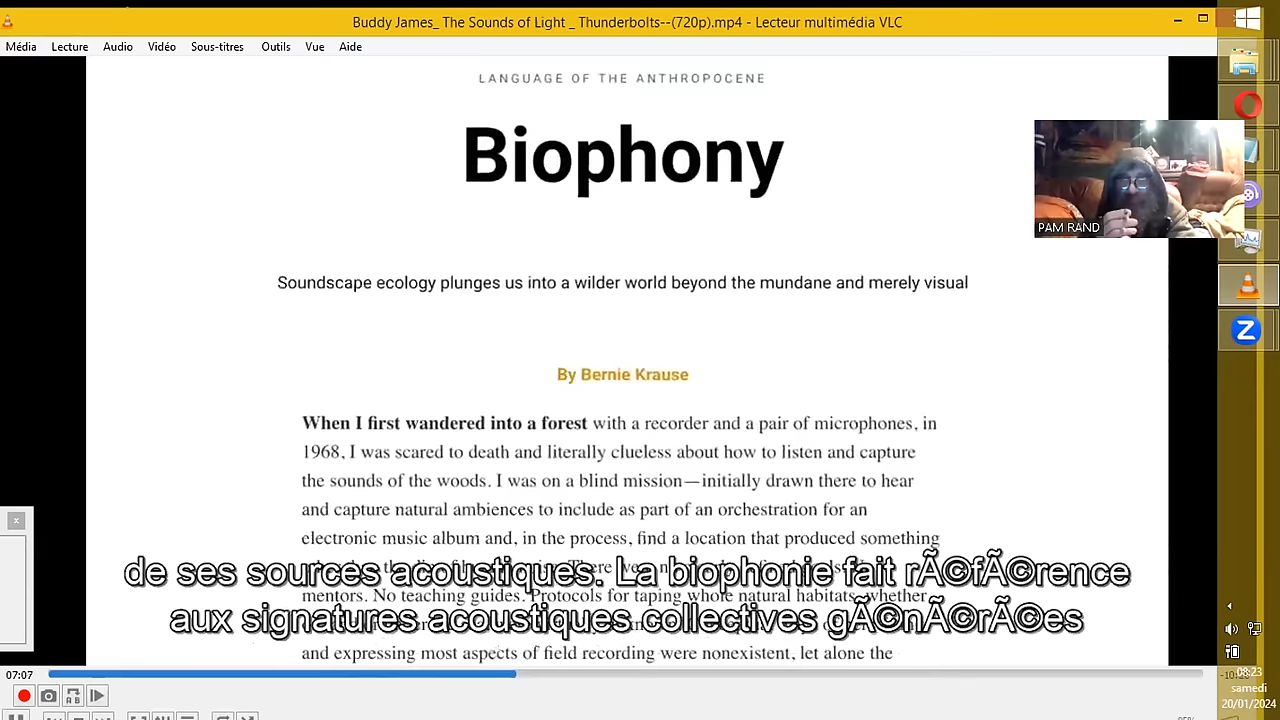 Buddy James_ The Sounds of Light _ Thunderbolts--(720p).mp4 - Lecteur multimédia VLC
Média Lecture Audio Vidéo Sous-titres Outils Vue Aide
LANGUAGE OF THE ANTHROPOCENE
Biophony
PAM RAND
Soundscape ecology plunges us into a wilder world beyond the mundane and merely visual
By Bernie Krause
When I first wandered into a forest with a recorder and a pair of microphones, in
1968, I was scared to death and literally clueless about how to listen and capture
the sounds of the woods. I was on a blind mission—initially drawn there to hear
and capture natural ambiences to include as part of an orchestration for an
electronic music album and, in the process, find a location that produced something
de ses sources acoustiques. La biophonie fait rÃ©fÃ©rence
mentors. No teaching guides. Protocols for taping whole natural habitats, whether
aux signatures acoustiques collectives gÃ©nÃ©rÃ©es
and expressing most aspects of field recording were nonexistent, let alone the
07:07
08:23
samedi
20/01/2024